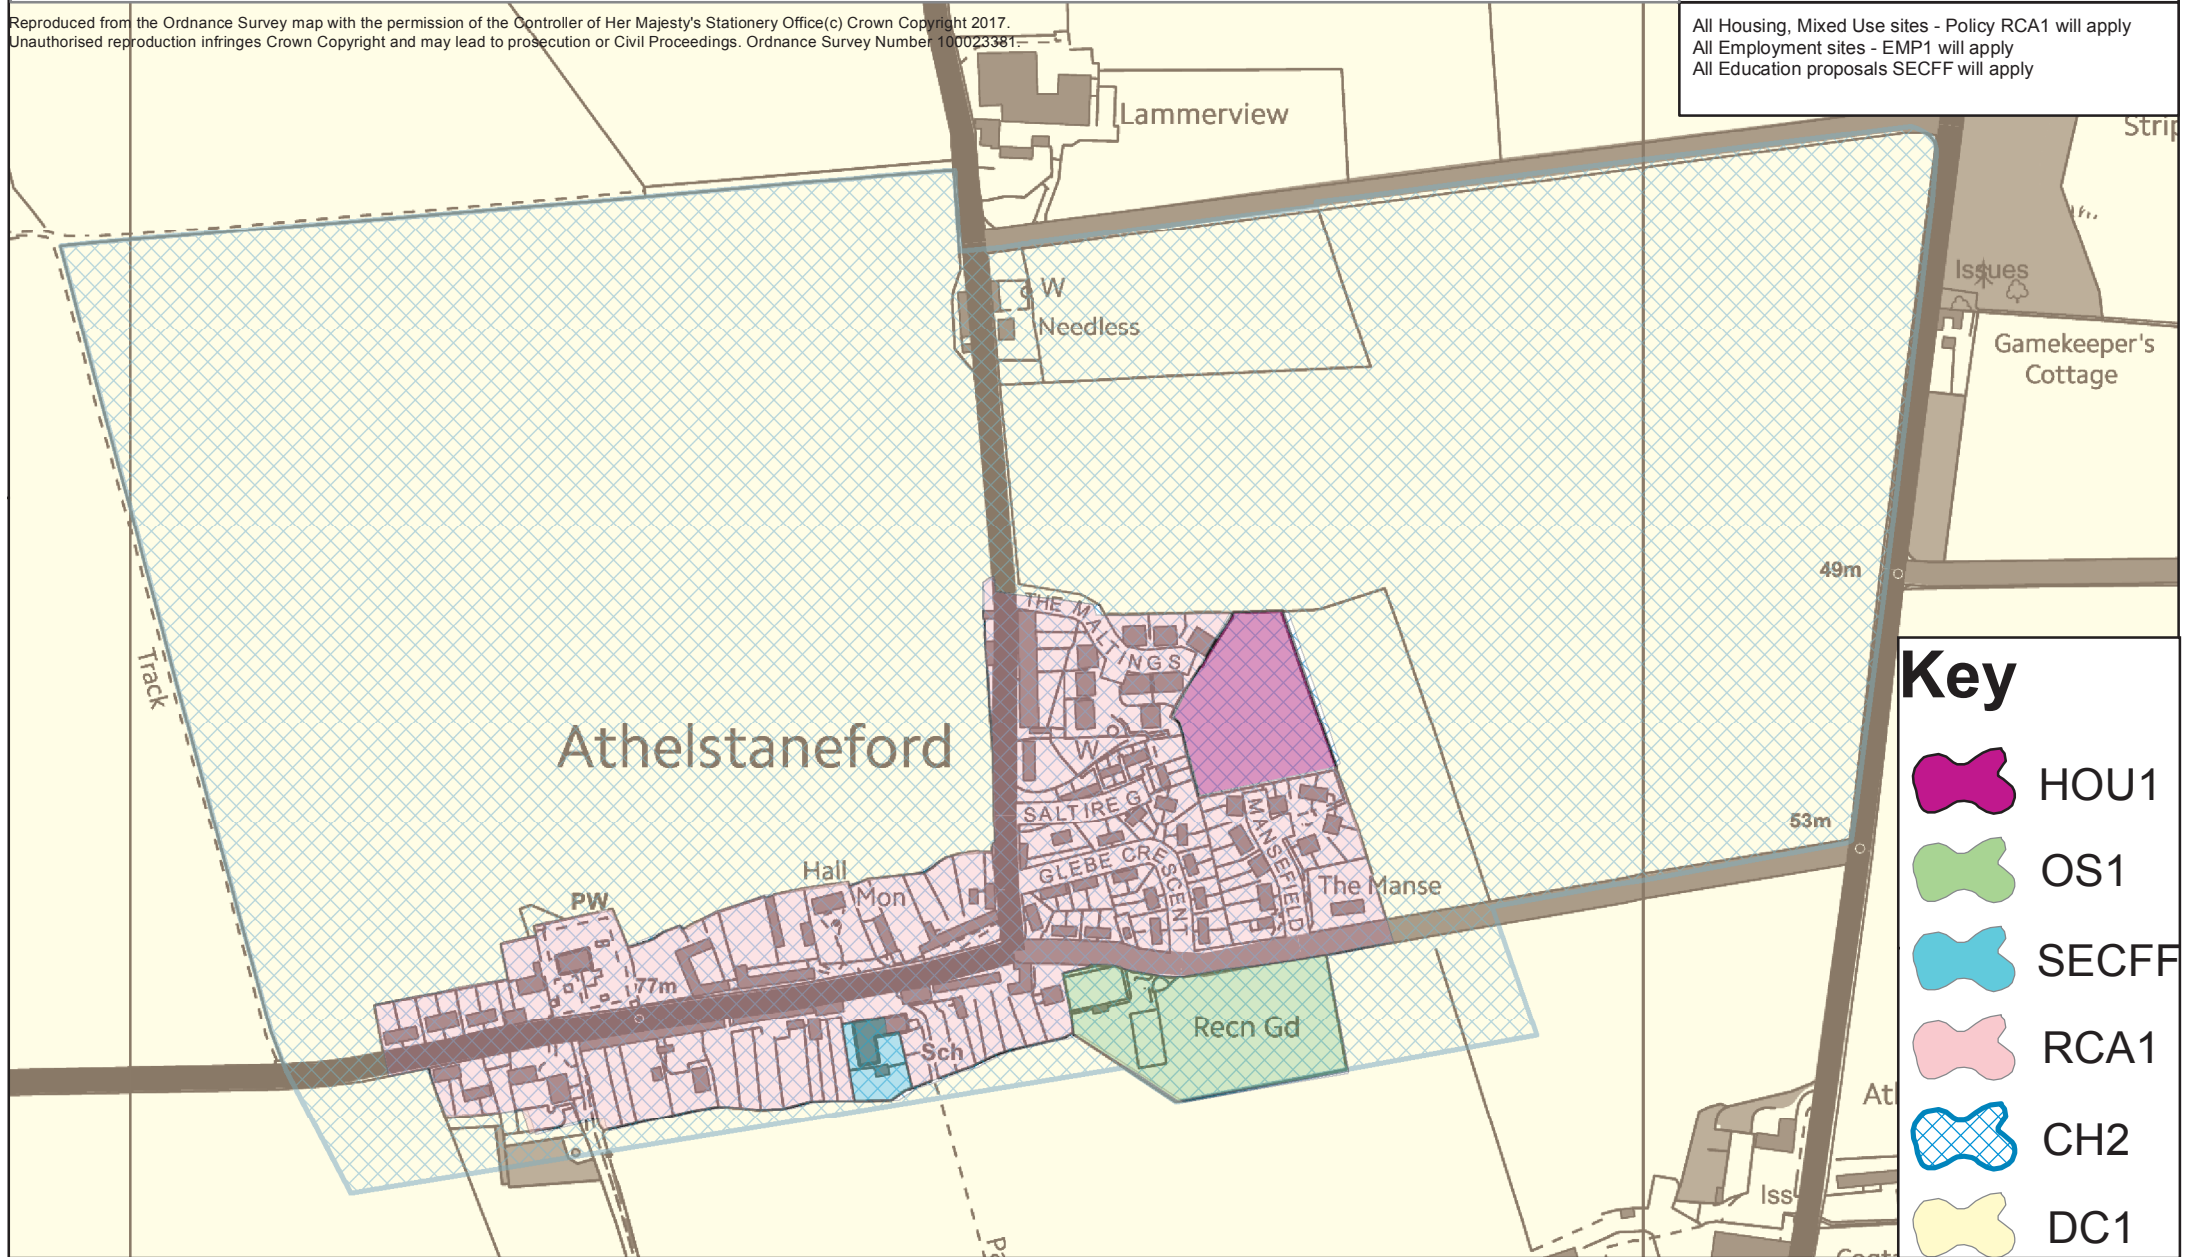 Reproduced from the Ordnance Survey map with the permission of the Controller of Her Majesty's Stationery Office(c) Crown Copyright 2017.
Unauthorised reproduction infringes Crown Copyright and may lead to prosecution or Civil Proceedings. Ordnance Survey Number 100023381.
All Housing, Mixed Use sites - Policy RCA1 will apply
All Employment sites - EMP1 will apply
All Education proposals SECFF will apply
Lammerview
Strip
Issues
W
Needless
Gamekeeper's
Cottage
49m
THE MALTINGS
Track
Athelstaneford
W
SALTIRE G
53m
GLEBE CRESCENT
MANSEFIELD
Hall
Mon
The Manse
PW
77m
Recn Gd
Sch
Iss
Key
HOU1
OS1
SECFF
RCA1
CH2
DC1